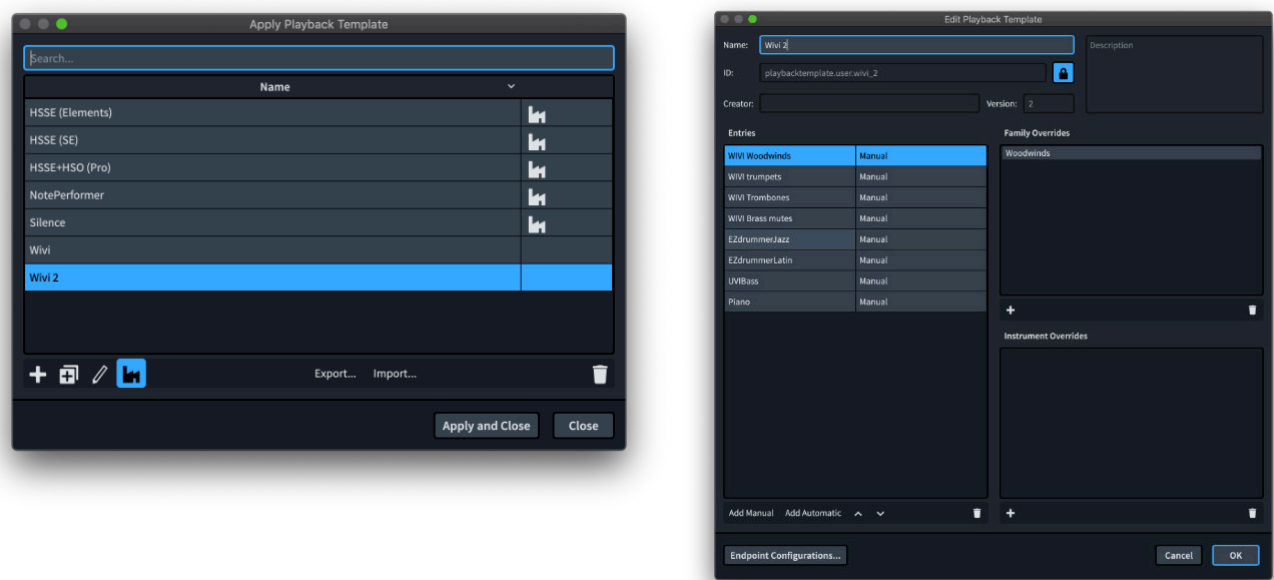 Apply Playback Template
Search...
Name
HSSE (Elements)
HSSE (SE)
HSSE+HSO (Pro)
NotePerformer
Silence
Wivi
Wivi 2
Export... Import...
Apply and Close Close
Edit Playback Template
Name: Wivi 2 Description
ID: playbacktemplate.user.wivi_2
Creator: Version: 2
Entries Family Overrides
WIVI Woodwinds Manual Woodwinds
WIVI trumpets Manual
WIVI Trombones Manual
WIVI Brass mutes Manual
EZdrummerJazz Manual
EZdrummerLatin Manual
UVIBass Manual
Piano Manual
Instrument Overrides
Add Manual Add Automatic
Endpoint Configurations... Cancel OK